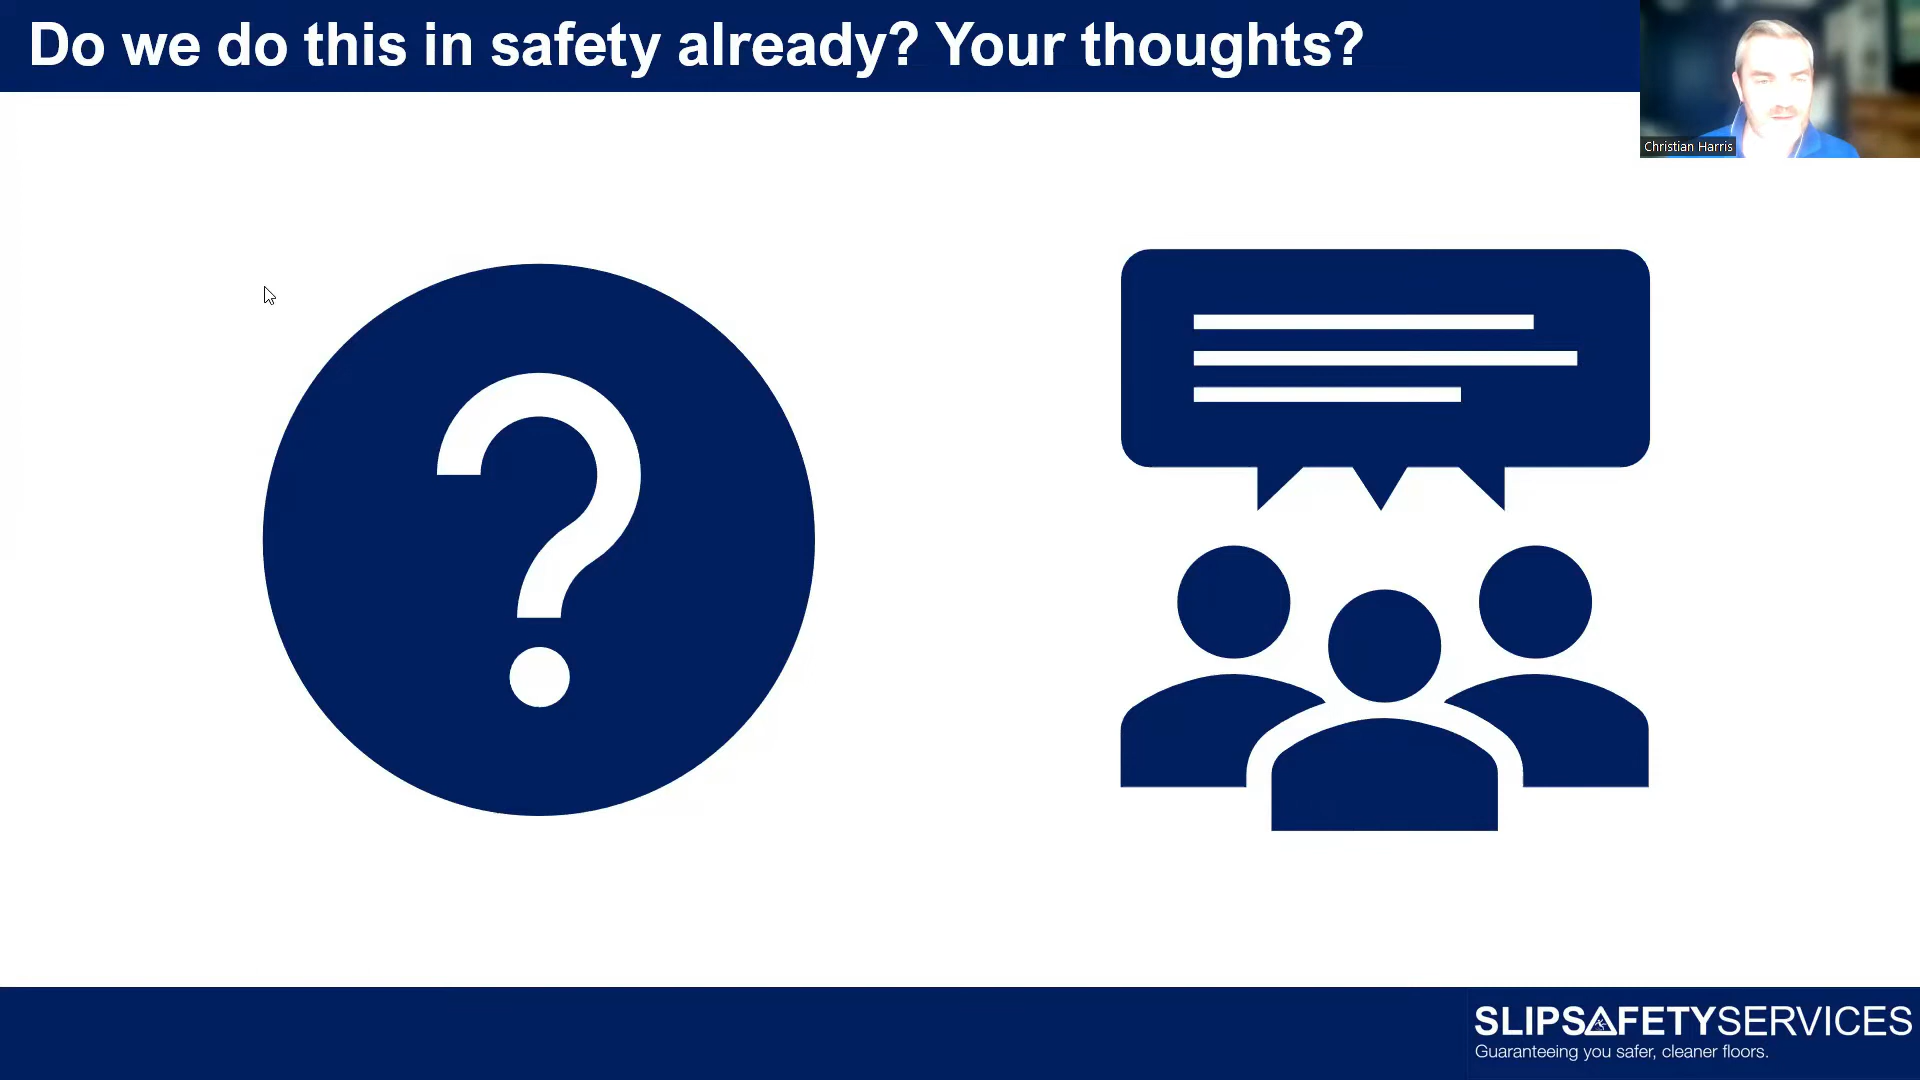 Do we do this in safety already? Your thoughts?
Christian Harris
?
SLIPSAFETYSERVICES
Guaranteeing you safer, cleaner floors.